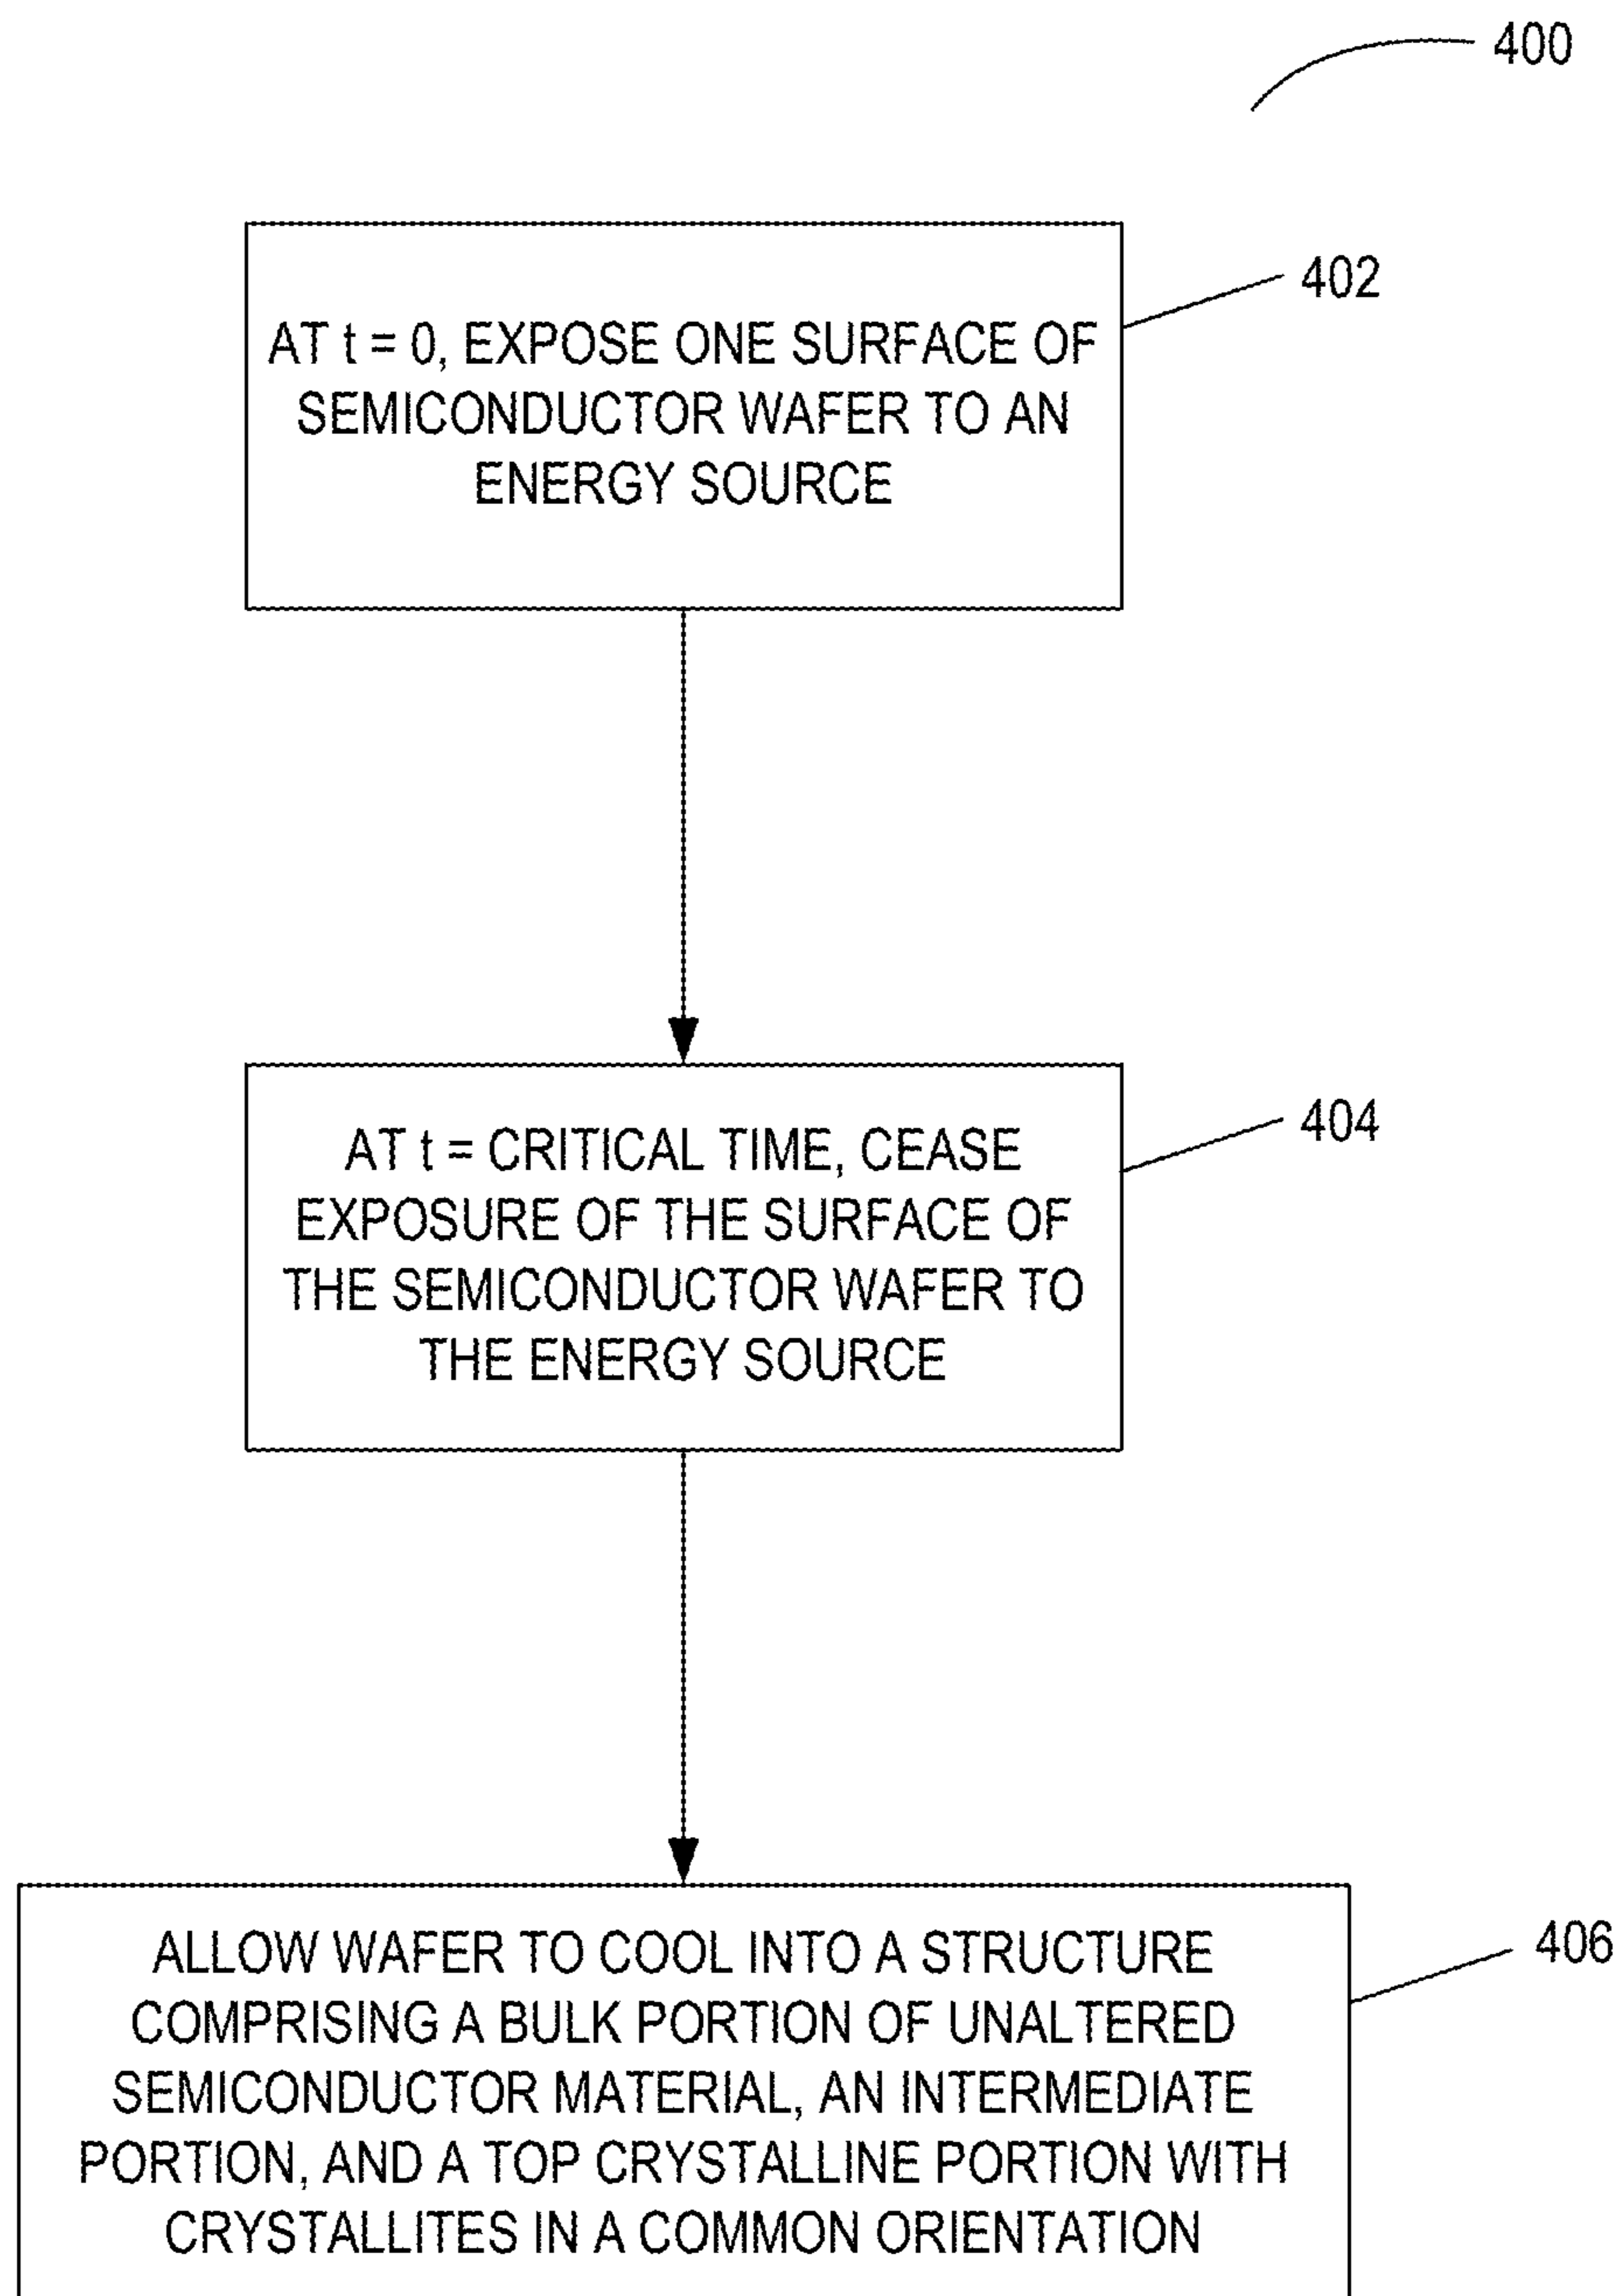 400
402
AT t = 0, EXPOSE ONE SURFACE OF
SEMICONDUCTOR WAFER TO AN
ENERGY SOURCE
404
AT t = CRITICAL TIME, CEASE
EXPOSURE OF THE SURFACE OF
THE SEMICONDUCTOR WAFER TO
THE ENERGY SOURCE
406
ALLOW WAFER TO COOL INTO A STRUCTURE
COMPRISING A BULK PORTION OF UNALTERED
SEMICONDUCTOR MATERIAL, AN INTERMEDIATE
PORTION, AND A TOP CRYSTALLINE PORTION WITH
CRYSTALLITES IN A COMMON ORIENTATION